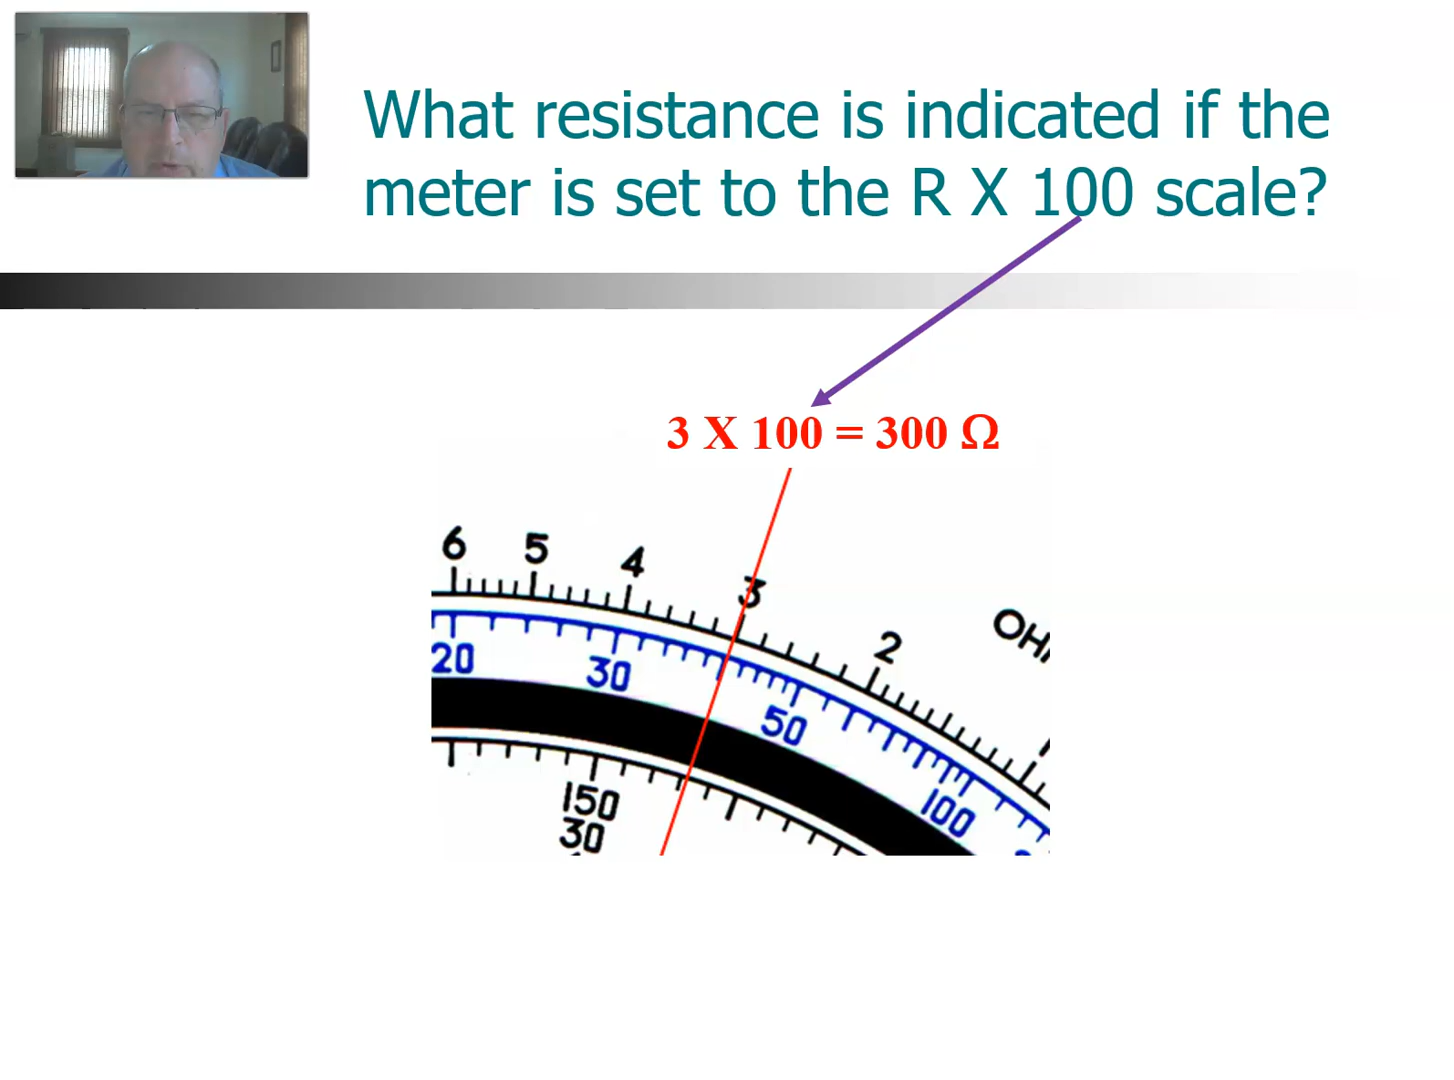 What resistance is indicated if the
meter is set to the R X 100 scale?
3 X 100 = 300 Ω
6 5 4 3 2
20 30 50 100
150
30